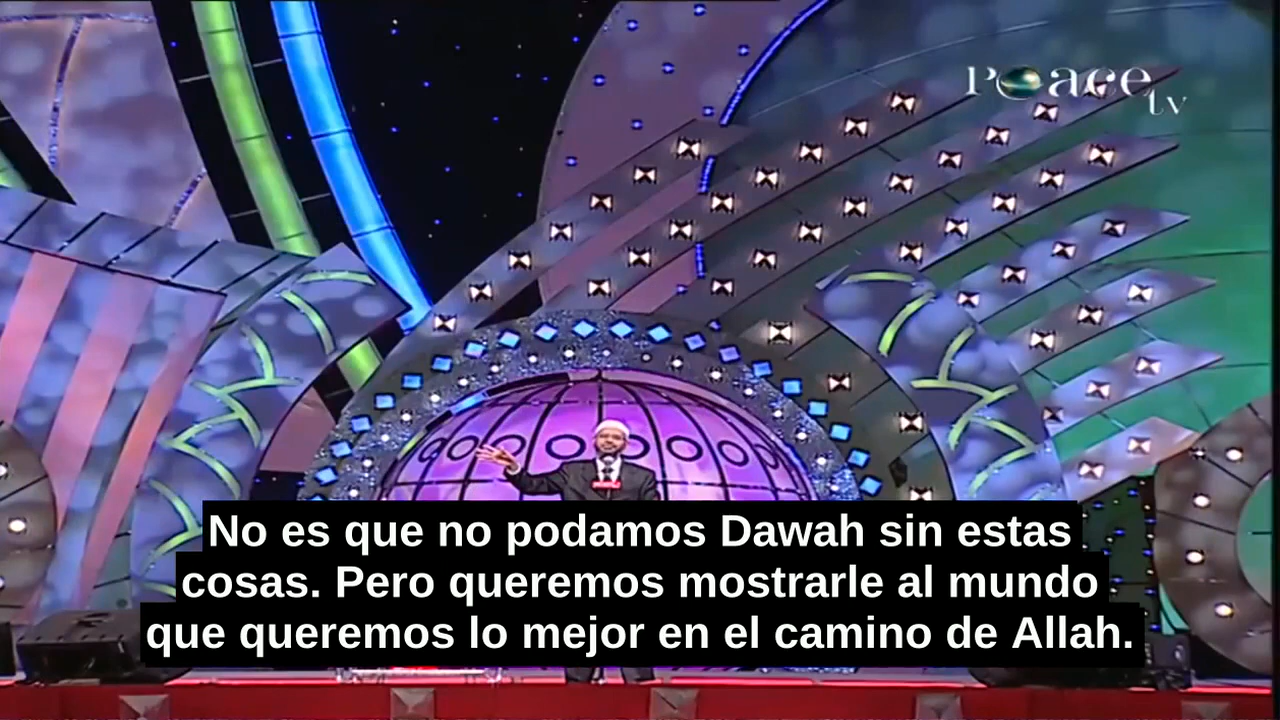 Peace
tv
No es que no podamos Dawah sin estas
cosas. Pero queremos mostrarle al mundo
que queremos lo mejor en el camino de Allah.